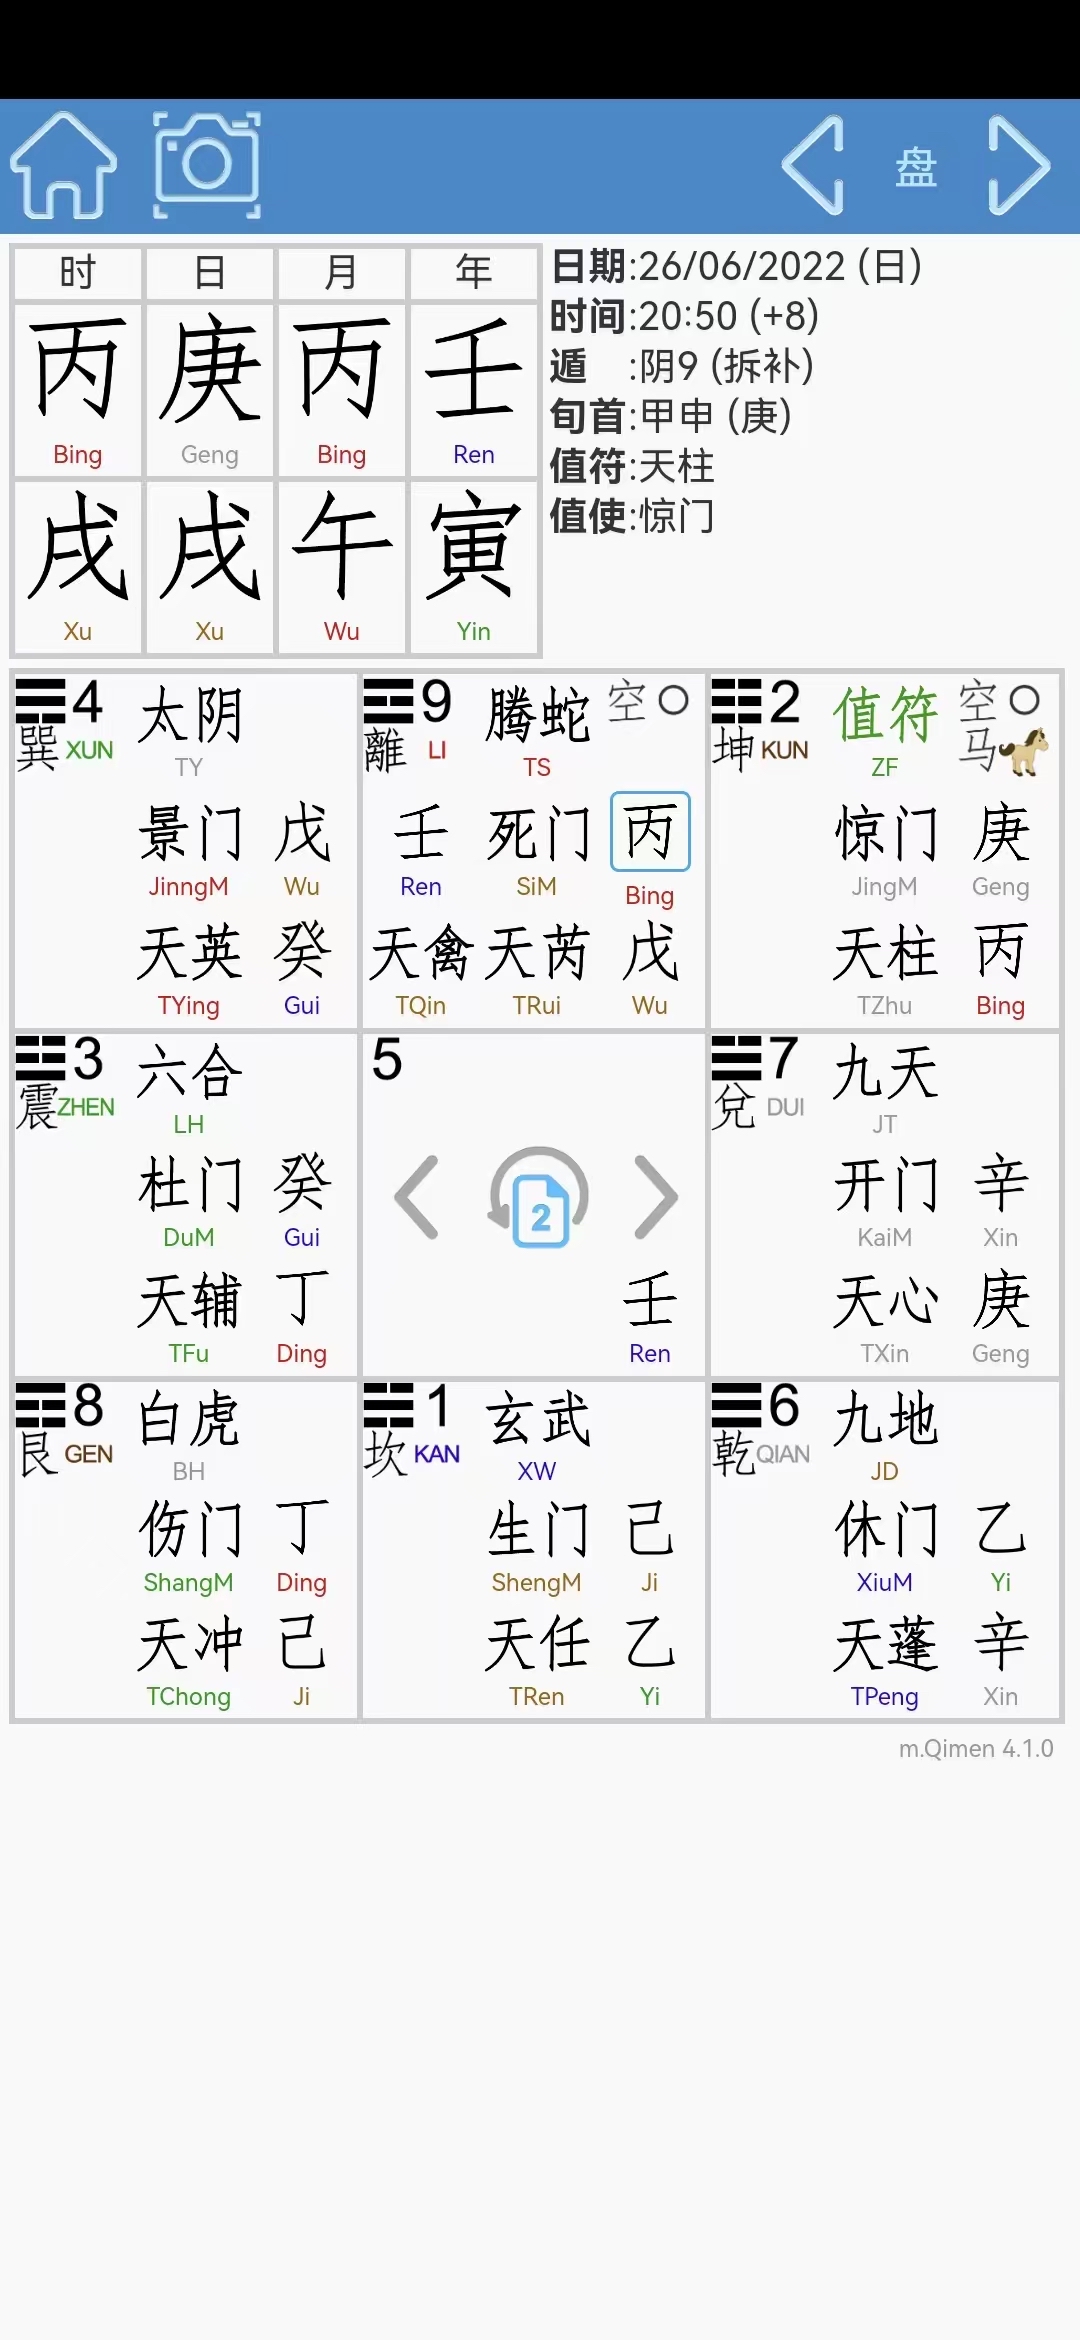 盘
时 日 月 年
丙 庚 丙 壬
Bing Geng Bing Ren
戌 戌 午 寅
Xu Xu Wu Yin
日期:26/06/2022 (日)
时间:20:50 (+8)
遁 :阴9 (拆补)
旬首:甲申 (庚)
值符:天柱
值使:惊门
4 太阴
巽 XUN TY
景门 戊
JinngM Wu
天英 癸
TYing Gui
9 腾蛇 空
離 LI TS
壬 死门 丙
Ren SiM Bing
天禽 天芮 戊
TQin TRui Wu
2 值符 空
坤 KUN ZF 马
惊门 庚
JingM Geng
天柱 丙
TZhu Bing
3 六合
震 ZHEN LH
杜门 癸
DuM Gui
天辅 丁
TFu Ding
5
2
壬
Ren
7 九天
兌 DUI JT
开门 辛
KaiM Xin
天心 庚
TXin Geng
8 白虎
艮 GEN BH
伤门 丁
ShangM Ding
天冲 己
TChong Ji
1 玄武
坎 KAN XW
生门 己
ShengM Ji
天任 乙
TRen Yi
6 九地
乾 QIAN JD
休门 乙
XiuM Yi
天蓬 辛
TPeng Xin
m.Qimen 4.1.0